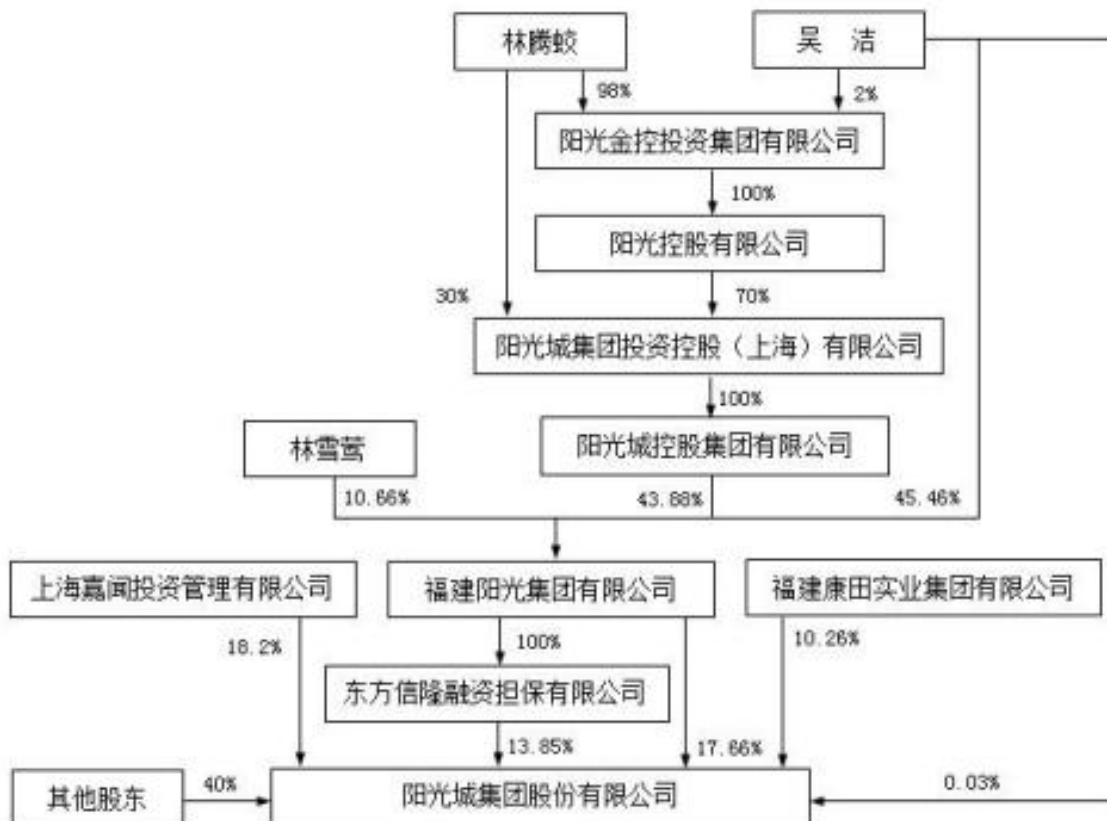 林腾蛟
吴 洁
98%
2%
阳光金控投资集团有限公司
100%
阳光控股有限公司
30%
70%
阳光城集团投资控股（上海）有限公司
100%
林雪莺
阳光城控股集团有限公司
10.66%
43.88%
45.46%
上海嘉闻投资管理有限公司
福建阳光集团有限公司
福建康田实业集团有限公司
18.2%
100%
10.26%
东方信隆融资担保有限公司
13.85%
17.66%
其他股东
40%
阳光城集团股份有限公司
0.03%